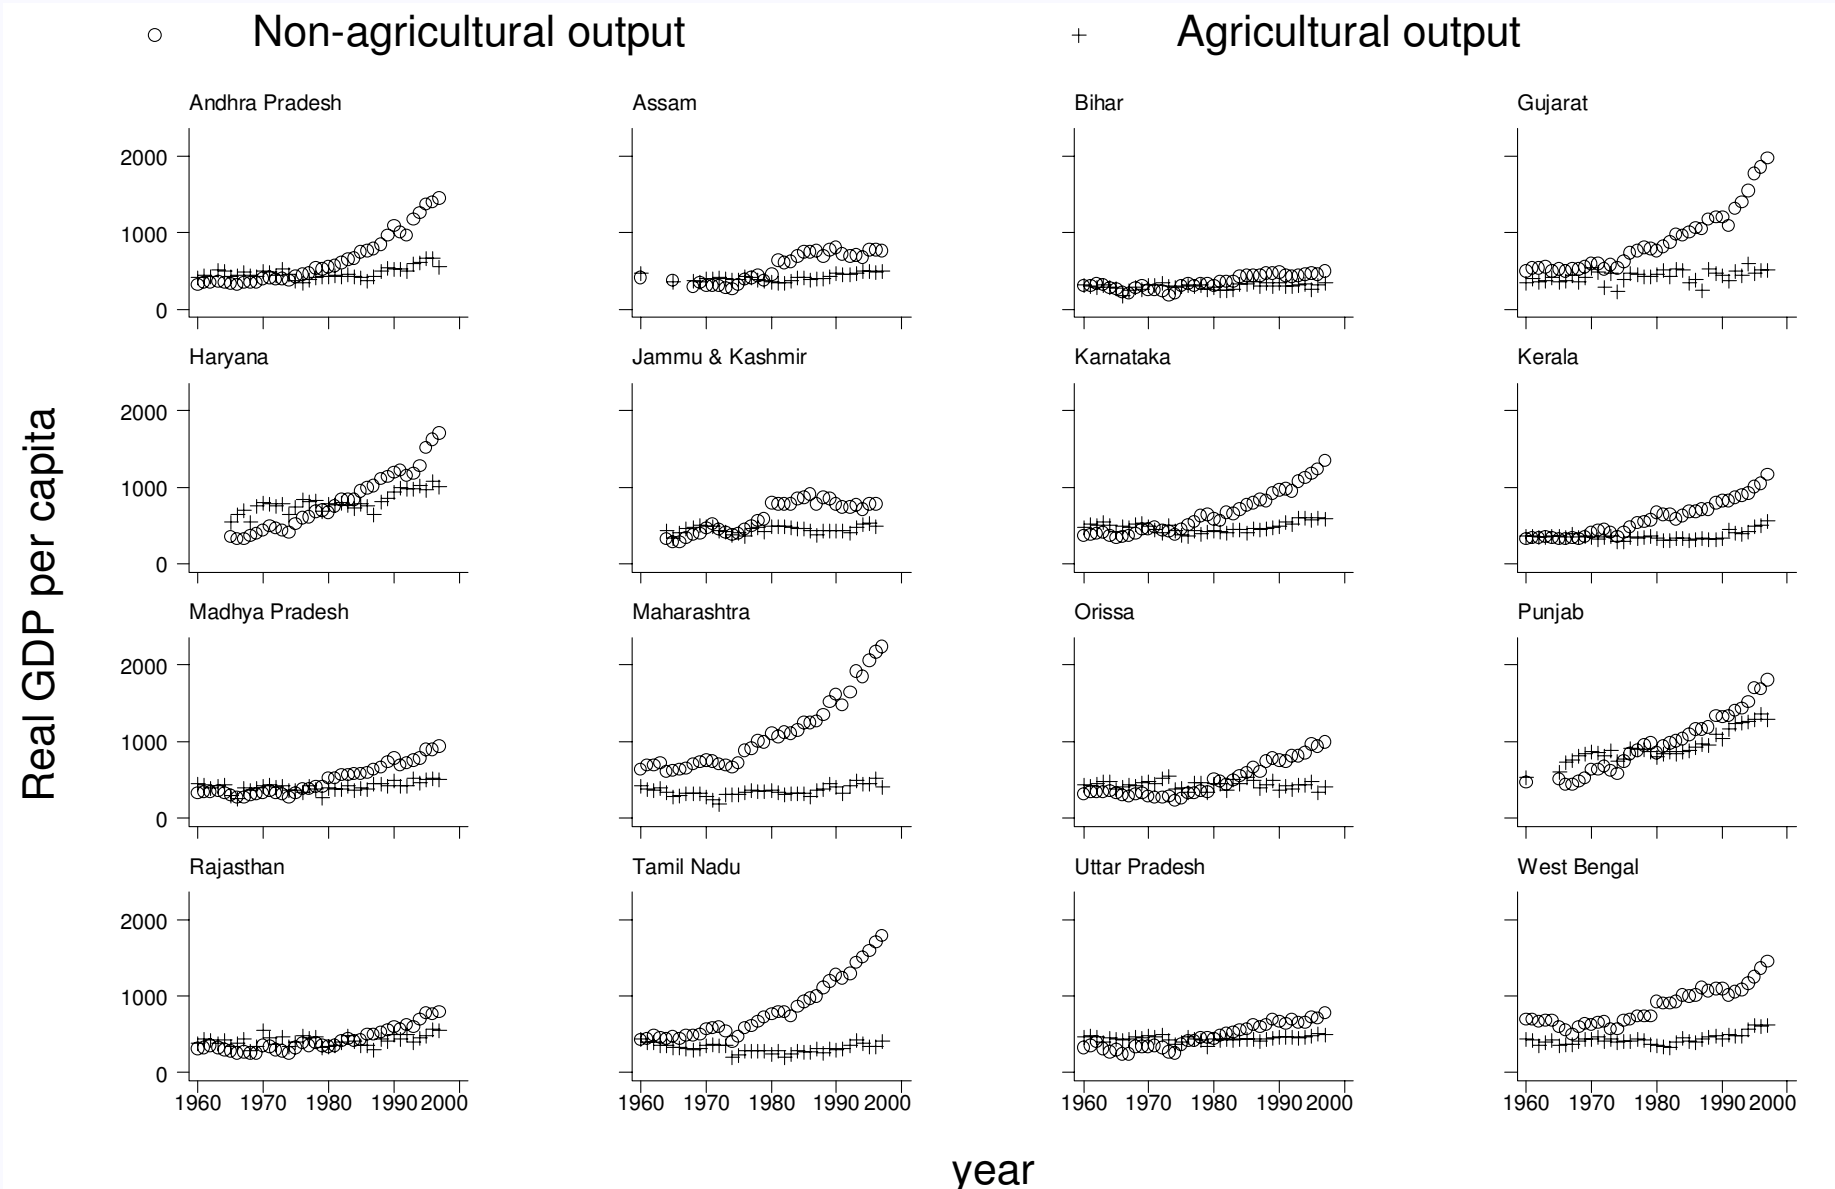 Non-agricultural output
Agricultural output
Andhra Pradesh
Assam
Bihar
Gujarat
2000
1000
0
Haryana
Jammu & Kashmir
Karnataka
Kerala
2000
1000
0
Madhya Pradesh
Maharashtra
Orissa
Punjab
2000
1000
0
Rajasthan
Tamil Nadu
Uttar Pradesh
West Bengal
2000
1000
0
1960 1970 1980 1990 2000
1960 1970 1980 1990 2000
1960 1970 1980 1990 2000
1960 1970 1980 1990 2000
Real GDP per capita
year